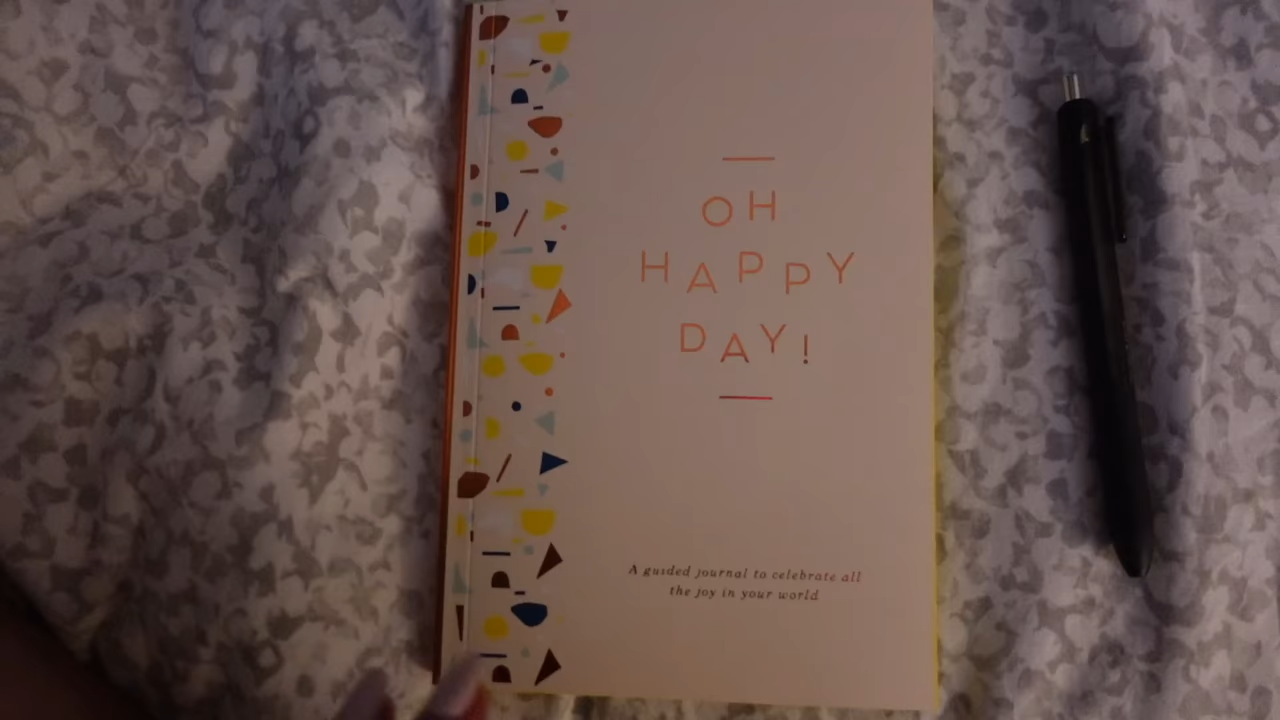 OH
HAPPY
DAY!
A guided journal to celebrate all
the joy in your world